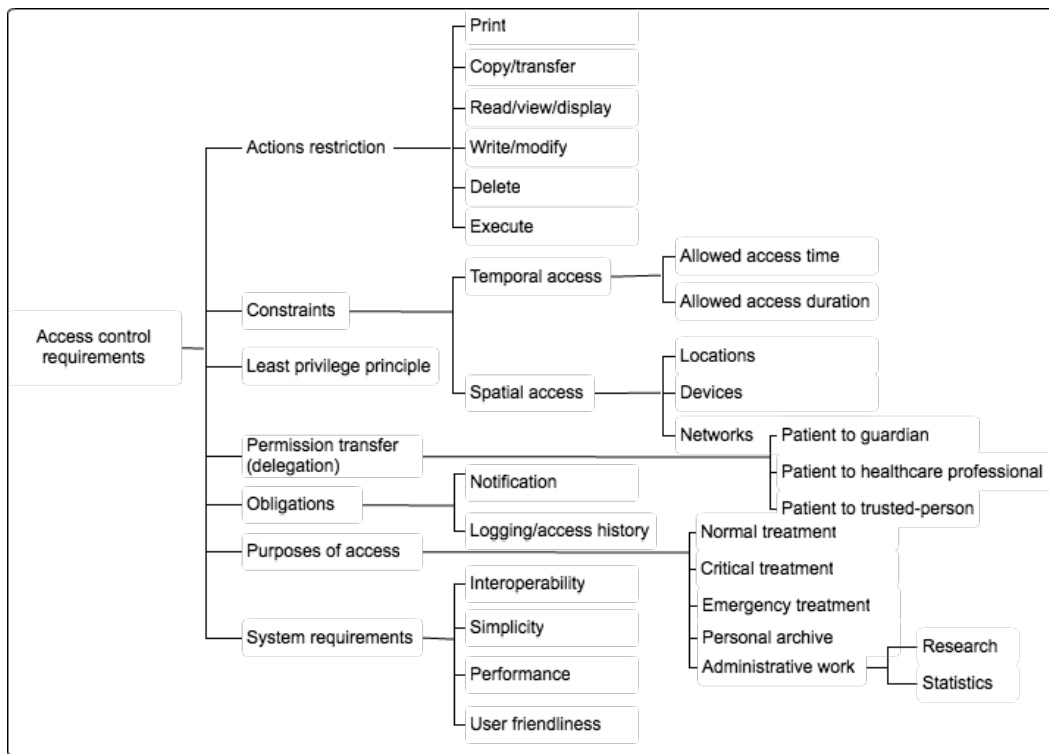 Access control
requirements
Actions restriction
Print
Copy/transfer
Read/view/display
Write/modify
Delete
Execute
Constraints
Temporal access
Allowed access time
Allowed access duration
Spatial access
Locations
Devices
Networks
Least privilege principle
Permission transfer
(delegation)
Patient to guardian
Patient to healthcare professional
Patient to trusted-person
Obligations
Notification
Logging/access history
Purposes of access
Normal treatment
Critical treatment
Emergency treatment
Personal archive
Administrative work
Research
Statistics
System requirements
Interoperability
Simplicity
Performance
User friendliness